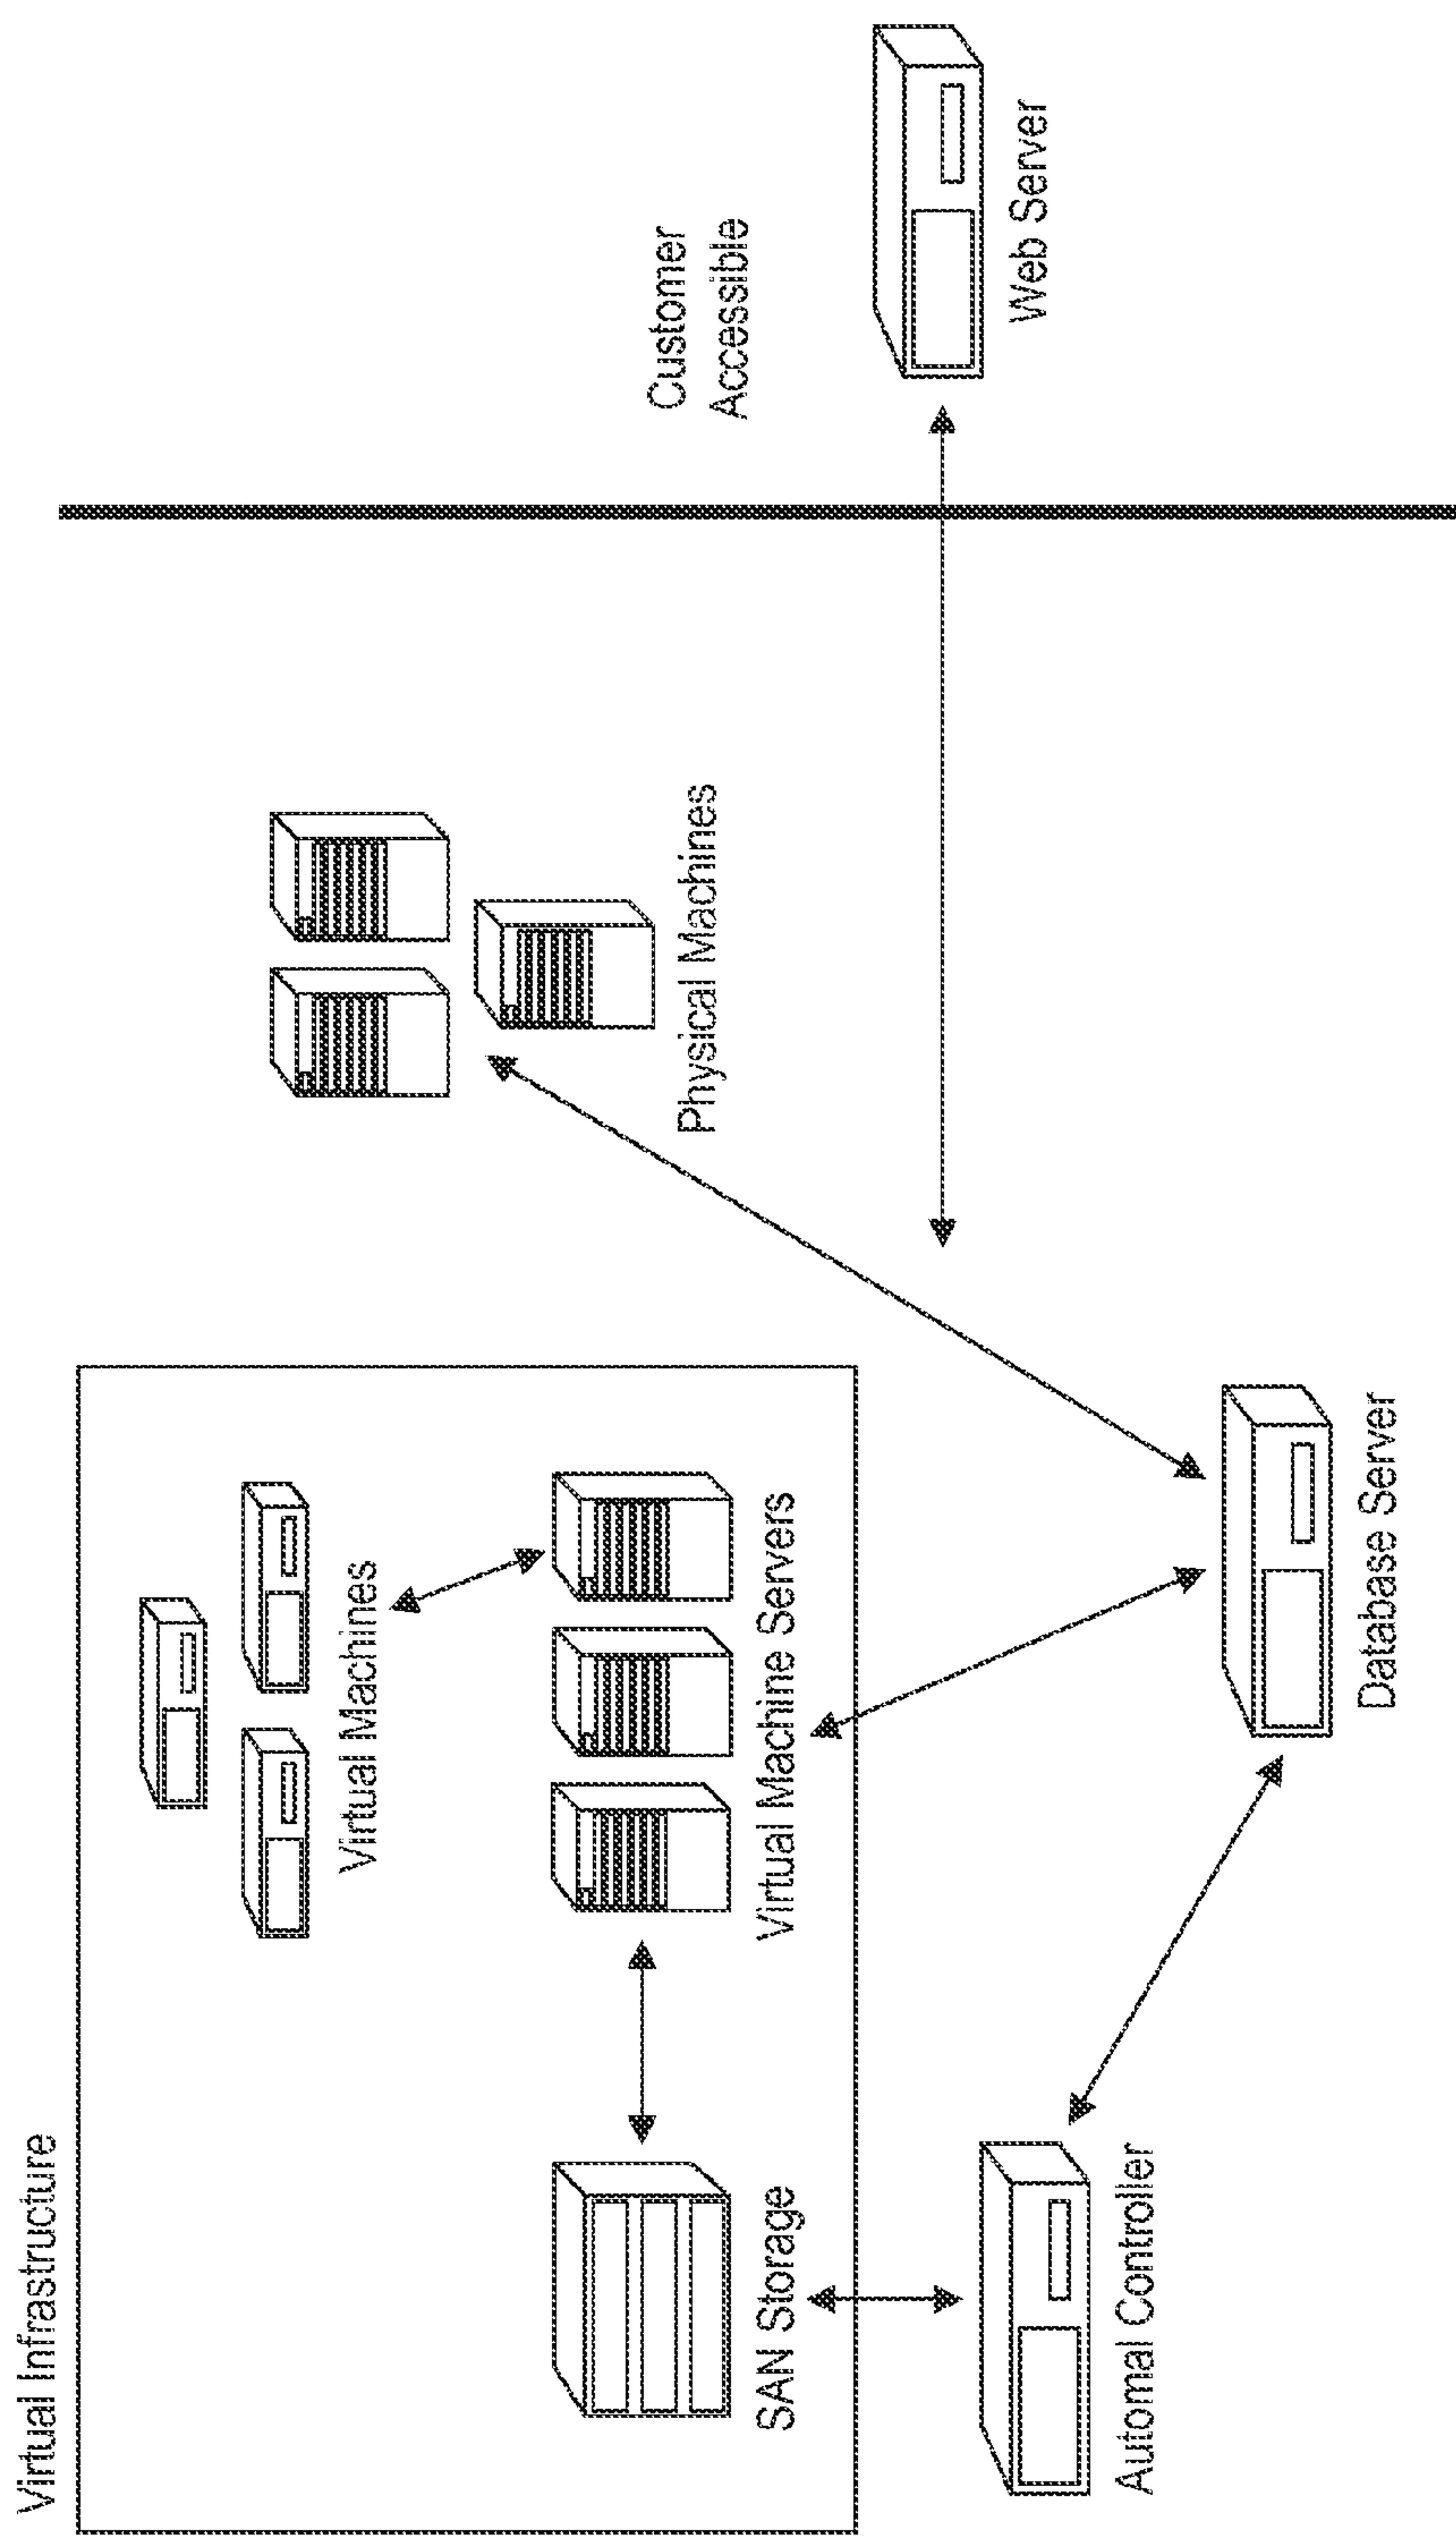 Virtual Infrastructure
Virtual Machines
SAN Storage
Virtual Machine Servers
Physical Machines
Customer
Accessible
Automal Controller
Database Server
Web Server